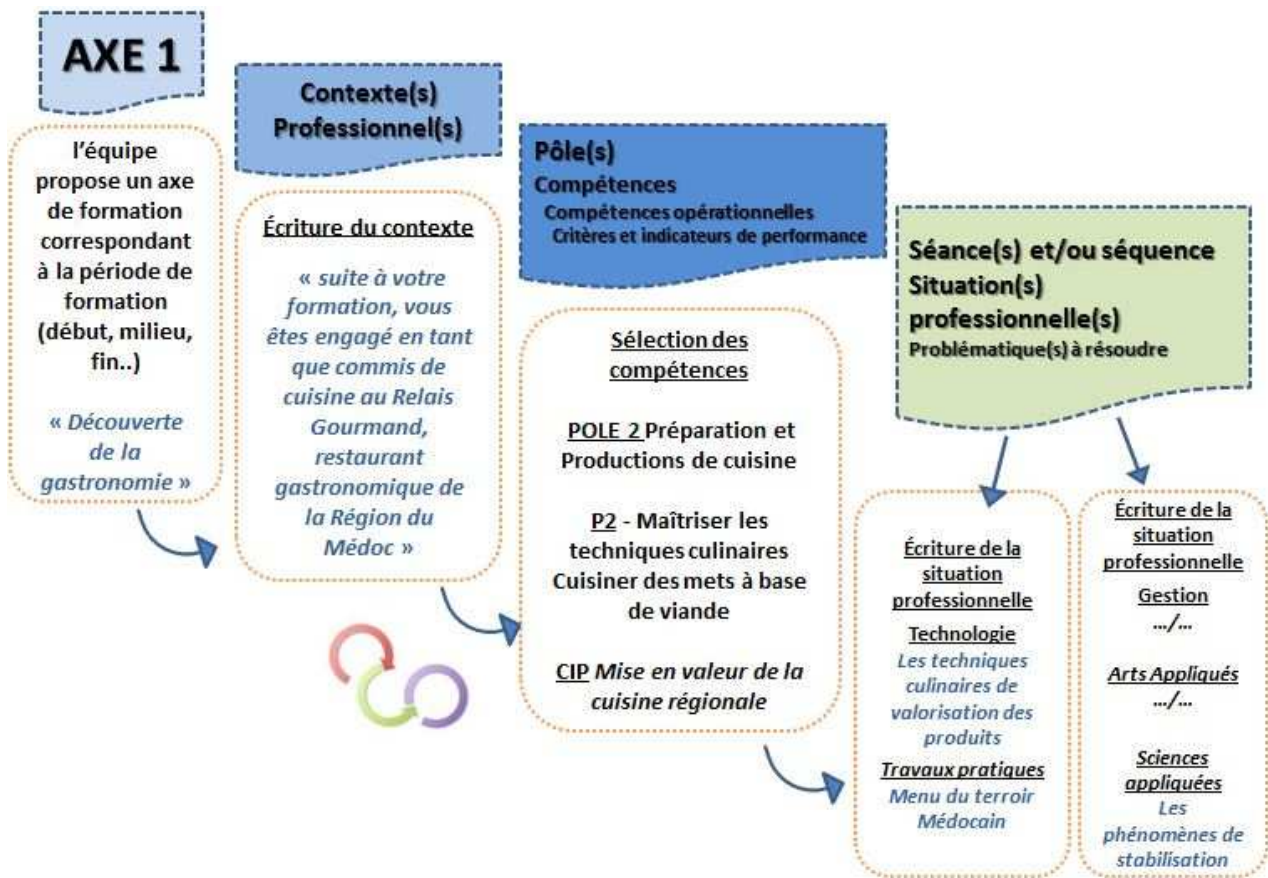 AXE 1
l’équipe
propose un axe
de formation
correspondant
à la période de
formation
(début, milieu,
fin..)
« Découverte
de la
gastronomie »
Contexte(s)
Professionnel(s)
Écriture du contexte
« suite à votre
formation, vous
êtes engagé en tant
que commis de
cuisine au Relais
Gourmand,
restaurant
gastronomique de
la Région du
Médoc »
Pôle(s)
Compétences
Compétences opérationnelles
Critères et indicateurs de performance
Sélection des
compétences
POLE 2 Préparation et
Productions de cuisine
P2 - Maîtriser les
techniques culinaires
Cuisiner des mets à base
de viande
CIP Mise en valeur de la
cuisine régionale
Séance(s) et/ou séquence
Situation(s)
professionnelle(s)
Problématique(s) à résoudre
Écriture de la
situation
professionnelle
Technologie
Les techniques
culinaires de
valorisation des
produits
Travaux pratiques
Menu du terroir
Médocain
Écriture de la
situation
professionnelle
Gestion
.../...
Arts Appliqués
.../...
Sciences
appliquées
Les
phénomènes de
stabilisation